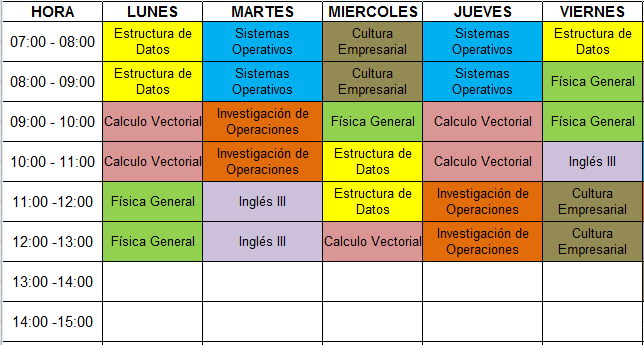 HORA LUNES MARTES MIERCOLES JUEVES VIERNES
07:00 - 08:00 Estructura de Datos Sistemas Operativos Cultura Empresarial Sistemas Operativos Estructura de Datos
08:00 - 09:00 Estructura de Datos Sistemas Operativos Cultura Empresarial Sistemas Operativos Física General
09:00 - 10:00 Calculo Vectorial Investigación de Operaciones Física General Calculo Vectorial Física General
10:00 - 11:00 Calculo Vectorial Investigación de Operaciones Estructura de Datos Calculo Vectorial Inglés III
11:00 -12:00 Física General Inglés III Estructura de Datos Investigación de Operaciones Cultura Empresarial
12:00 -13:00 Física General Inglés III Calculo Vectorial Investigación de Operaciones Cultura Empresarial
13:00 -14:00
14:00 -15:00